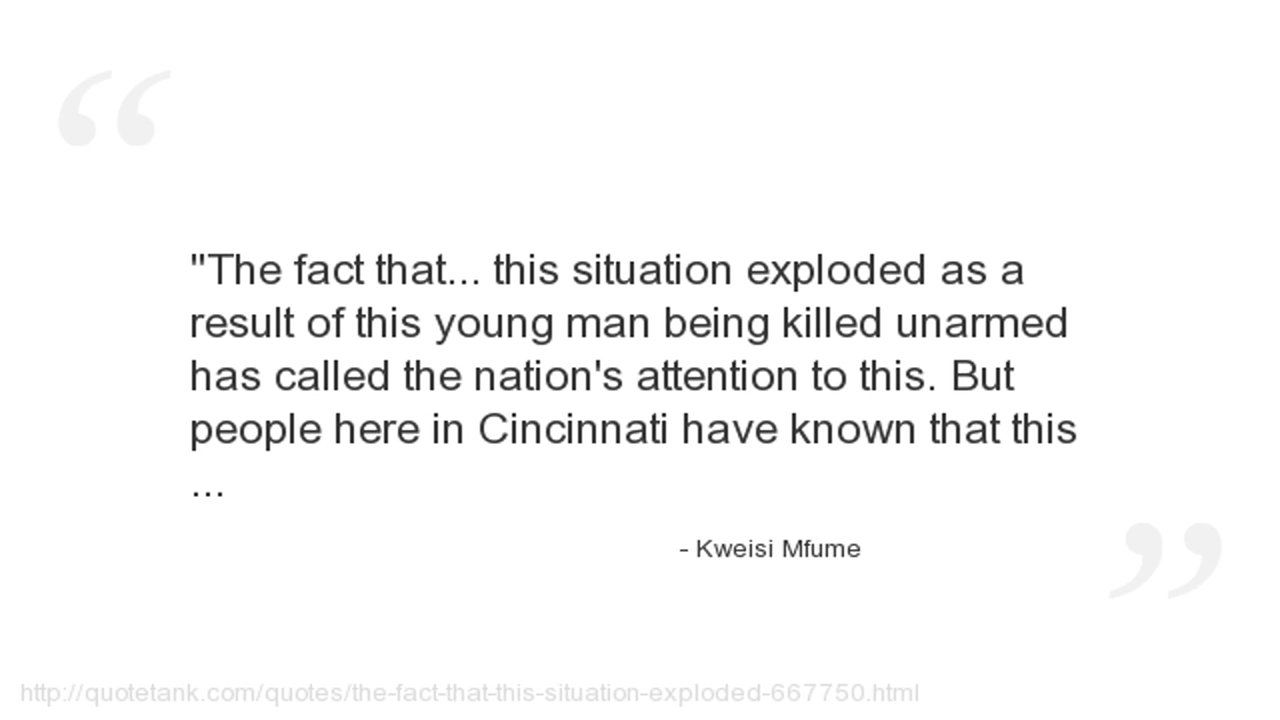 "The fact that... this situation exploded as a
result of this young man being killed unarmed
has called the nation's attention to this. But
people here in Cincinnati have known that this
...
- Kweisi Mfume
http://quotetank.com/quotes/the-fact-that-this-situation-exploded-667750.html